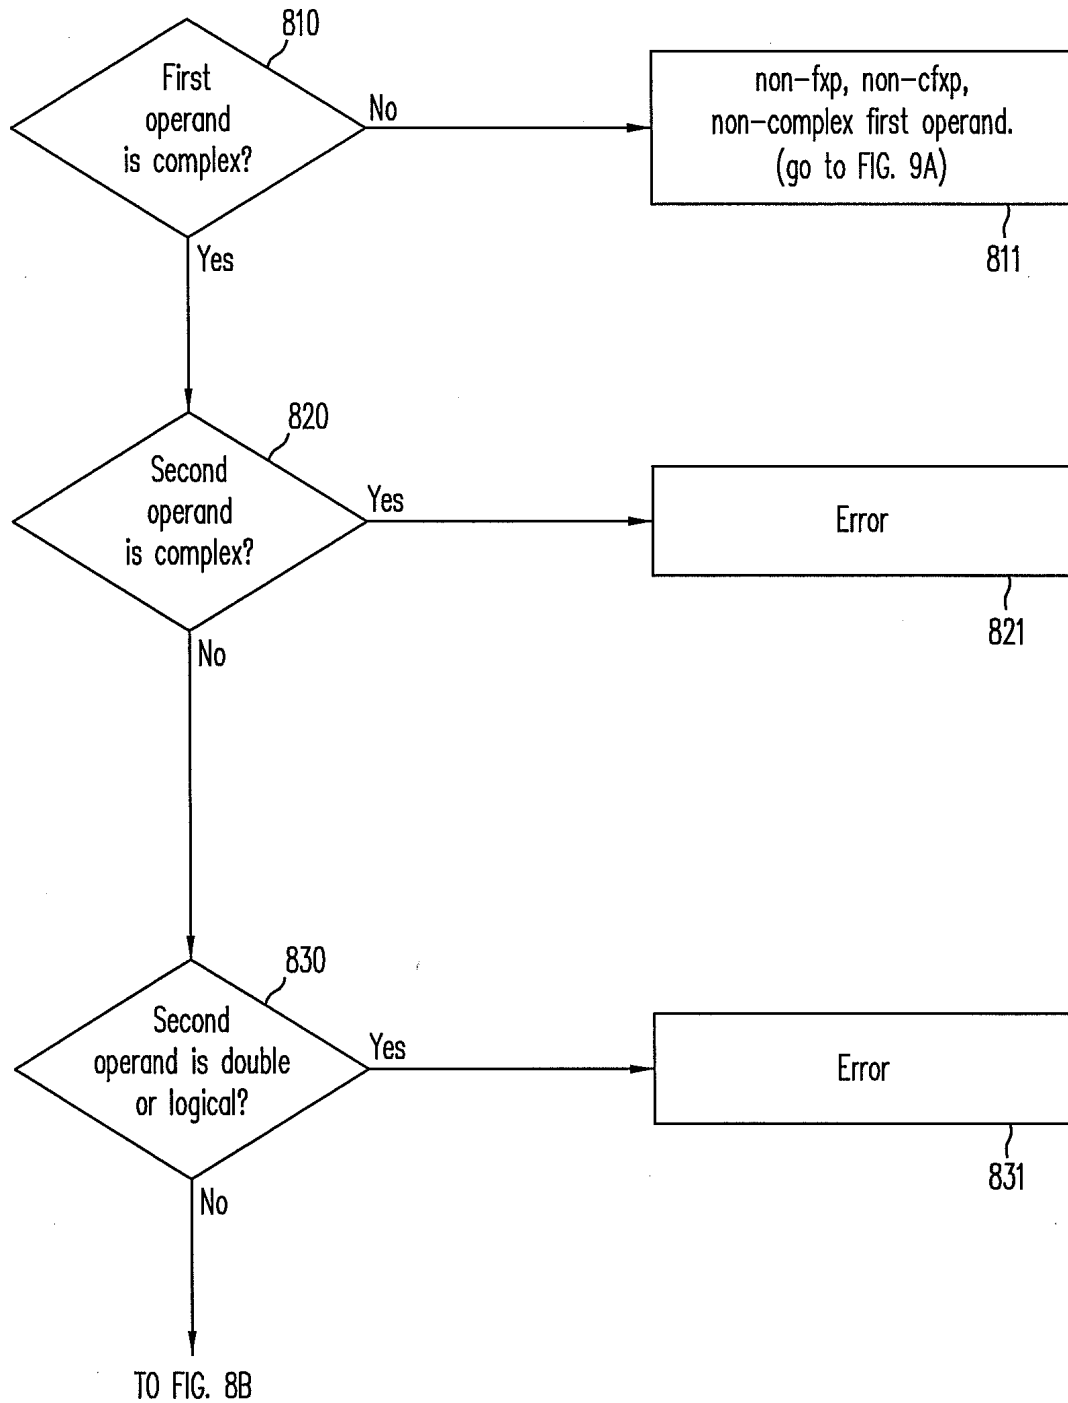 810
First
operand
is complex?
No
non-fxp, non-cfxp,
non-complex first operand.
(go to FIG. 9A)
811
Yes
820
Second
operand
is complex?
Yes
Error
821
No
830
Second
operand is double
or logical?
Yes
Error
831
No
TO FIG. 8B